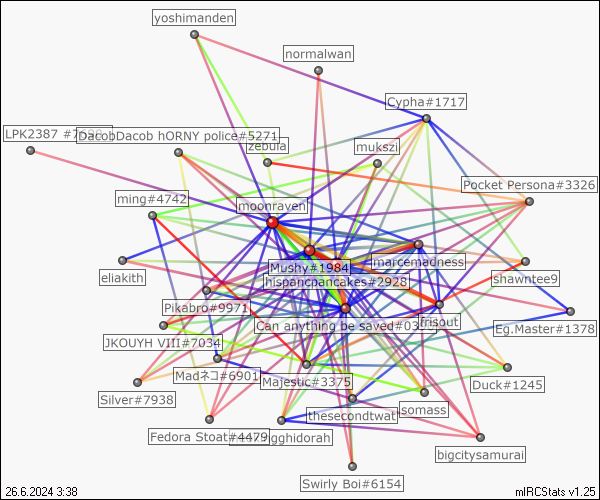 yoshimanden
normalwan
Cypha#1717
LPK2387
DacobDacob hORNY police#5271
zebula
mukszi
Pocket Persona#3326
ming#4742
moonraven
marcemadness
Mushy#1984
eliakith
shawntee9
hispancpancakes#2928
Pikabro#9971
Can anything be saved#03
frisout
Eg.Master#1378
JKOUYH VIII#7034
Madネコ#6901
Majestic#3375
Duck#1245
Silver#7938
thesecondtwat
somass
Fedora Stoat#4479
gghidorah
bigcitysamurai
Swirly Boi#6154
26.6.2024 3:38
mIRCStats v1.25